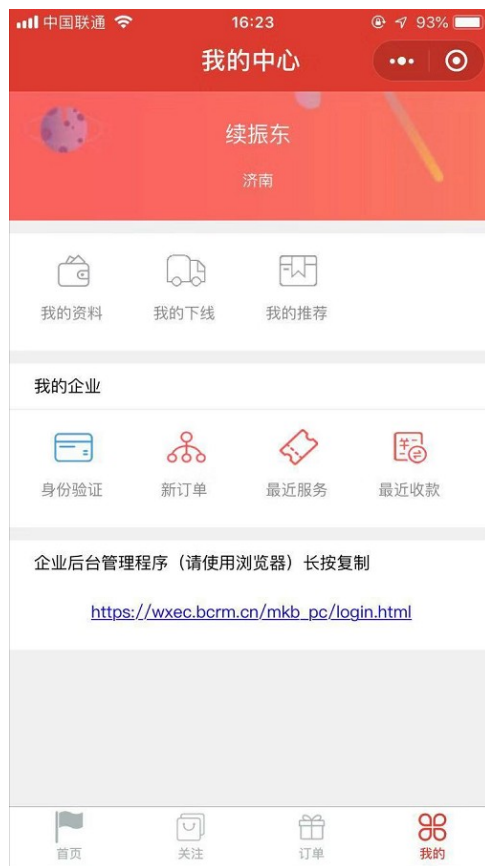 中国联通 16:23 93%
我的中心
续振东
济南
我的资料 我的下线 我的推荐
我的企业
身份验证 新订单 最近服务 最近收款
企业后台管理程序（请使用浏览器）长按复制
https://wxec.bcrm.cn/mkb_pc/login.html
首页 关注 订单 我的